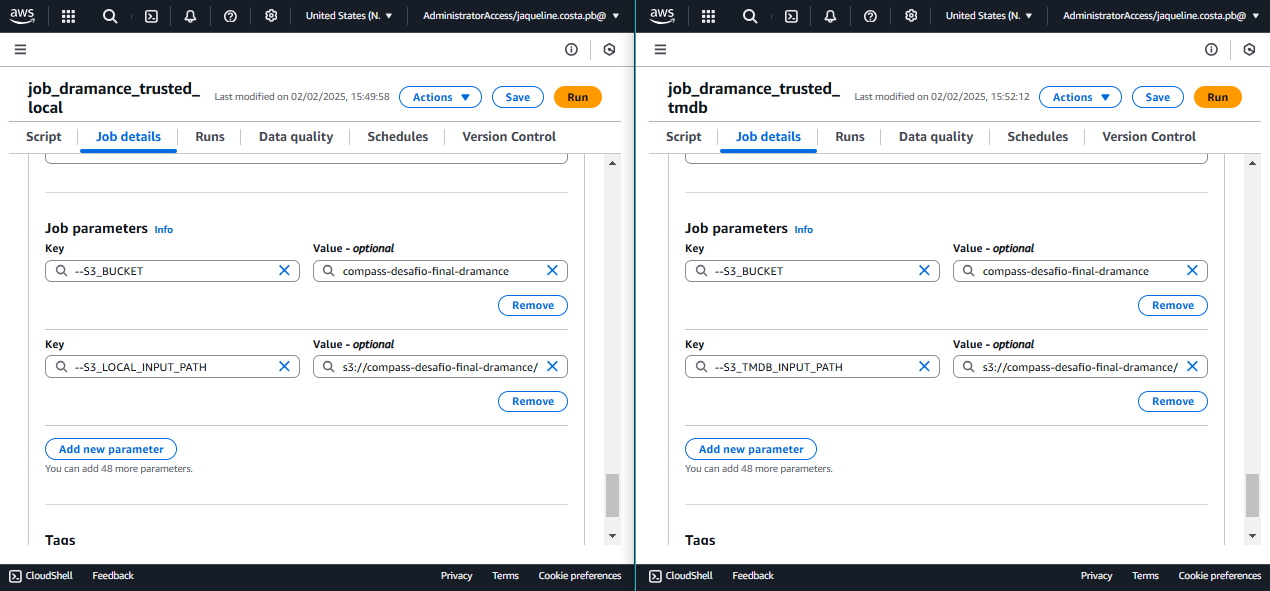 aws United States (N. AdministratorAccess/jaqueline.costa.pb@
job_dramance_trusted_
local
Last modified on 02/02/2025, 15:49:58
Actions Save Run
Script Job details Runs Data quality Schedules Version Control
Job parameters Info
Key Value - optional
--S3_BUCKET compass-desafio-final-dramance
Remove
Key Value - optional
--S3_LOCAL_INPUT_PATH s3://compass-desafio-final-dramance/
Remove
Add new parameter
You can add 48 more parameters.
Tags
CloudShell Feedback Privacy Terms Cookie preferences
aws United States (N. AdministratorAccess/jaqueline.costa.pb@
job_dramance_trusted_
tmdb
Last modified on 02/02/2025, 15:52:12
Actions Save Run
Script Job details Runs Data quality Schedules Version Control
Job parameters Info
Key Value - optional
--S3_BUCKET compass-desafio-final-dramance
Remove
Key Value - optional
--S3_TMDB_INPUT_PATH s3://compass-desafio-final-dramance/
Remove
Add new parameter
You can add 48 more parameters.
Tags
CloudShell Feedback Privacy Terms Cookie preferences